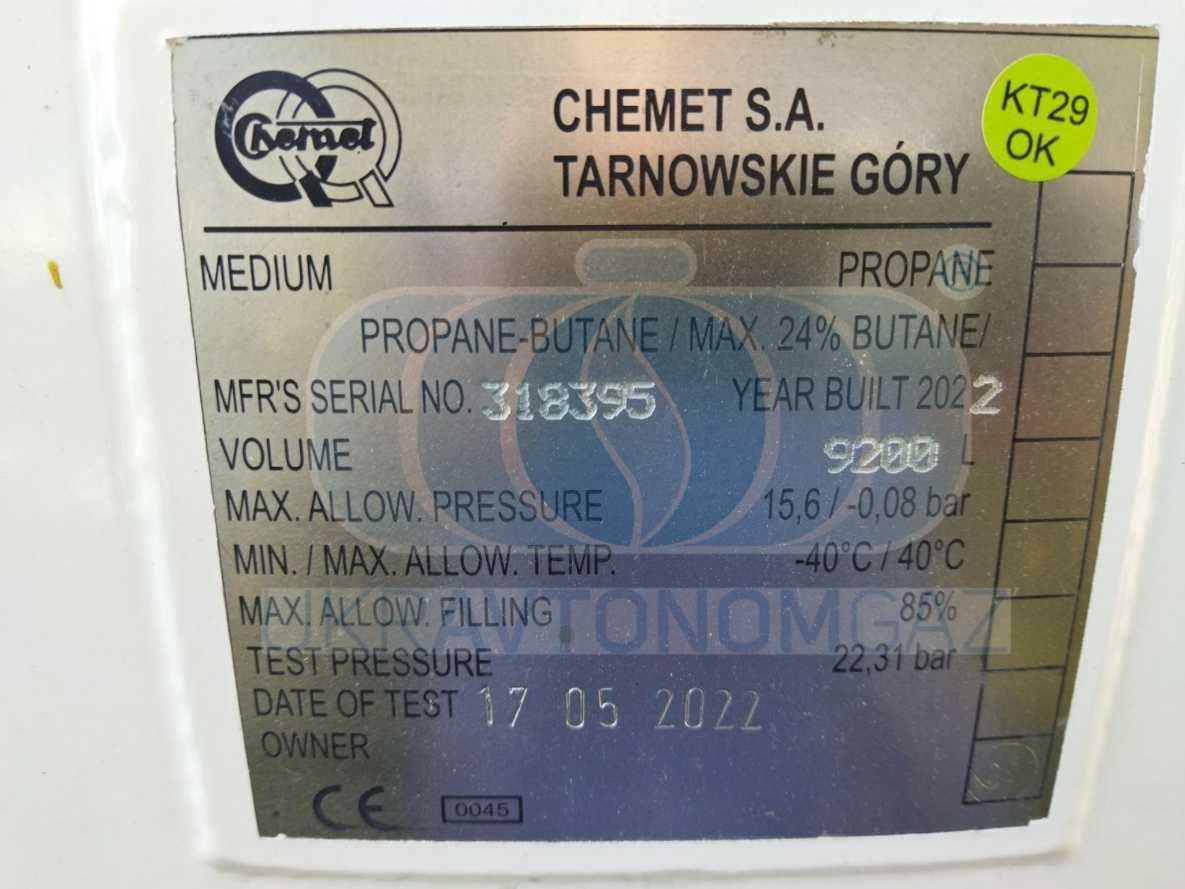 Chemet
CHEMET S.A.
TARNOWSKIE GÓRY
KT29
OK
MEDIUM PROPANE
PROPANE-BUTANE / MAX. 24% BUTANE/
MFR'S SERIAL NO. 318395 YEAR BUILT 2022
VOLUME 9200 L
MAX. ALLOW. PRESSURE 15,6 / -0,08 bar
MIN. / MAX. ALLOW. TEMP. -40°C / 40°C
MAX. ALLOW. FILLING 85%
UKRAVTONOMGAZ
TEST PRESSURE 22,31 bar
DATE OF TEST 17 05 2022
OWNER
CE 0045